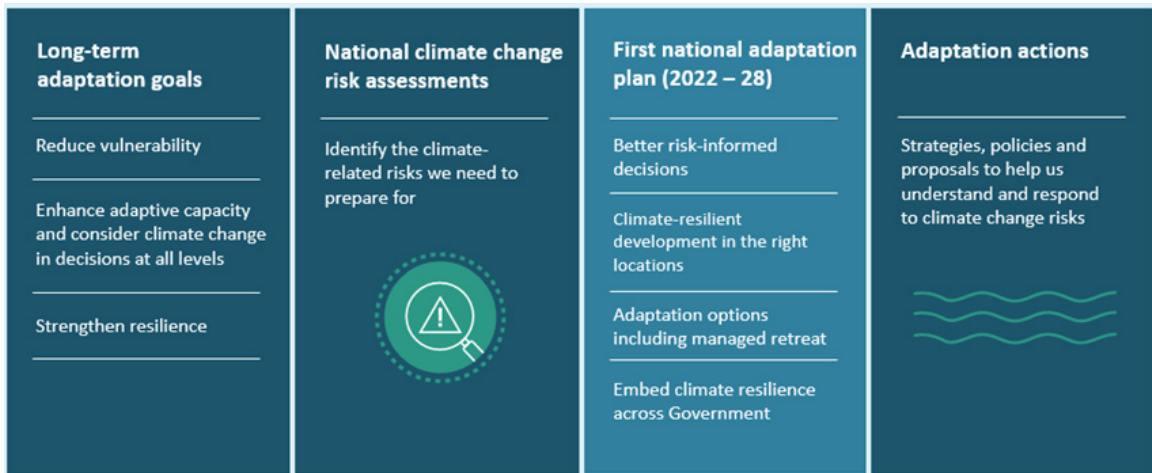 Long-term
adaptation goals
Reduce vulnerability
Enhance adaptive capacity
and consider climate change
in decisions at all levels
Strengthen resilience
National climate change
risk assessments
Identify the climate-
related risks we need to
prepare for
First national adaptation
plan (2022 – 28)
Better risk-informed
decisions
Climate-resilient
development in the right
locations
Adaptation options
including managed retreat
Embed climate resilience
across Government
Adaptation actions
Strategies, policies and
proposals to help us
understand and respond
to climate change risks